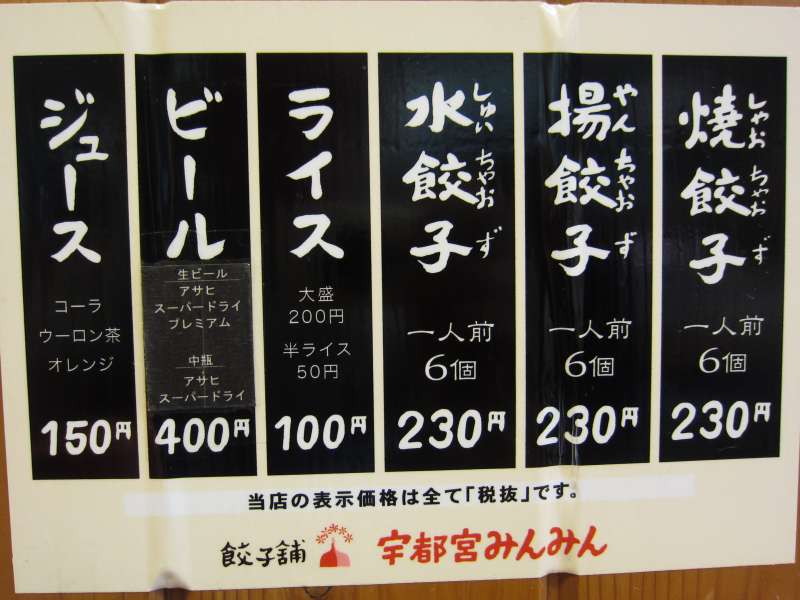 焼餃子
しゃおちゃおず
一人前
6個
230円
揚餃子
やんちゃおず
一人前
6個
230円
水餃子
しゅいちゃおず
一人前
6個
230円
ライス
大盛
200円
半ライス
50円
100円
ビール
生ビール
アサヒ
スーパードライ
プレミアム
中瓶
アサヒ
スーパードライ
400円
ジュース
コーラ
ウーロン茶
オレンジ
150円
当店の表示価格は全て「税抜」です。
餃子舗 宇都宮みんみん